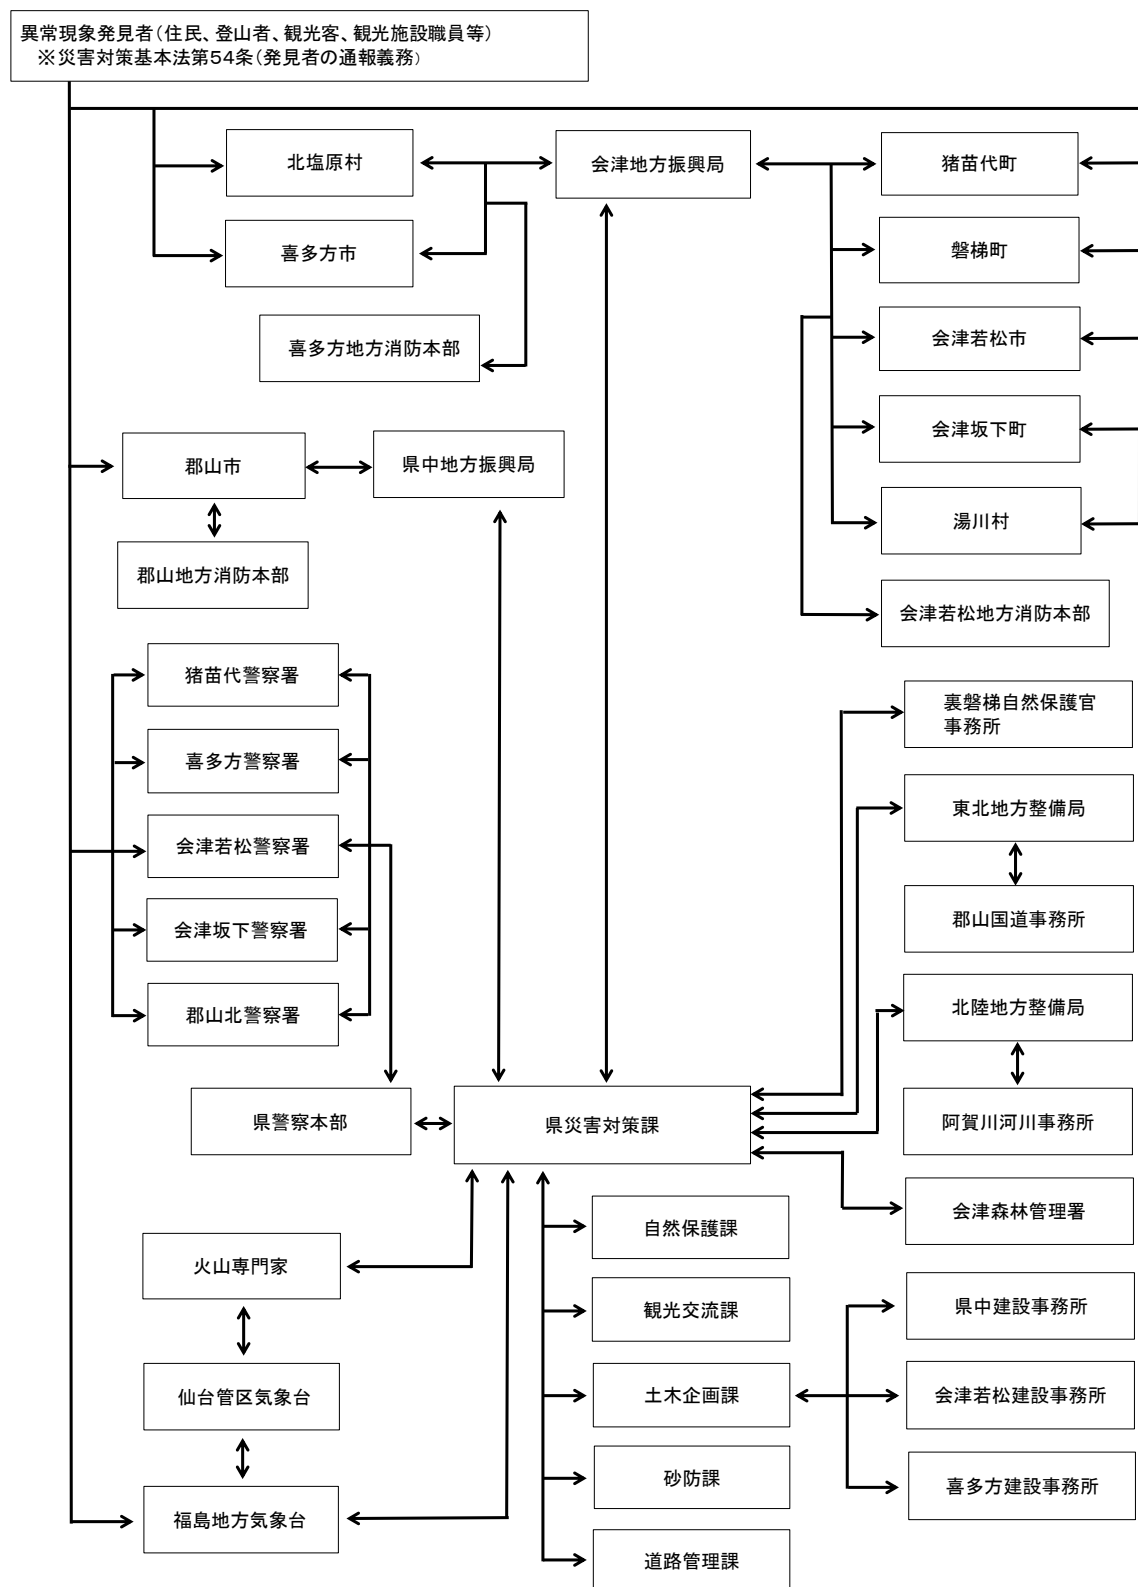 異常現象発見者(住民、登山者、観光客、観光施設職員等)
※災害対策基本法第54条(発見者の通報義務)
北塩原村
会津地方振興局
猪苗代町
喜多方市
磐梯町
喜多方地方消防本部
会津若松市
会津坂下町
郡山市
県中地方振興局
湯川村
郡山地方消防本部
会津若松地方消防本部
猪苗代警察署
裏磐梯自然保護官
事務所
喜多方警察署
東北地方整備局
会津若松警察署
郡山国道事務所
会津坂下警察署
郡山北警察署
北陸地方整備局
県警察本部
県災害対策課
阿賀川河川事務所
自然保護課
会津森林管理署
火山専門家
観光交流課
県中建設事務所
仙台管区気象台
土木企画課
会津若松建設事務所
砂防課
喜多方建設事務所
福島地方気象台
道路管理課